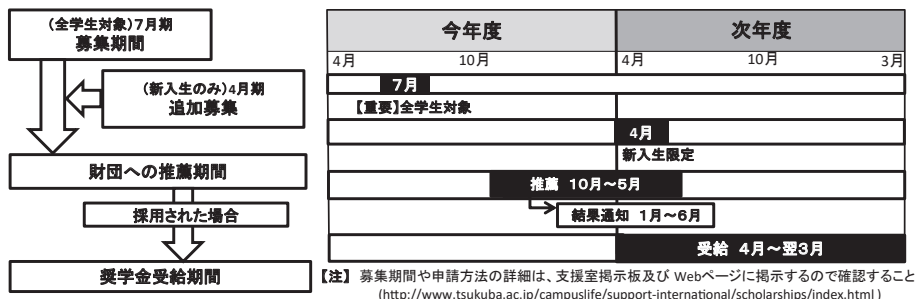 (全学生対象)7月期
募集期間
(新入生のみ)4月期
追加募集
財団への推薦期間
採用された場合
奨学金受給期間
今年度
次年度
4月
10月
4月
10月
3月
7月
【重要】全学生対象
4月
新入生限定
推薦 10月～5月
結果通知 1月～6月
受給 4月～翌3月
【注】 募集期間や申請方法の詳細は、支援室掲示板及び Webページに掲示するので確認すること
(http://www.tsukuba.ac.jp/campuslife/support-international/scholarships/index.html )